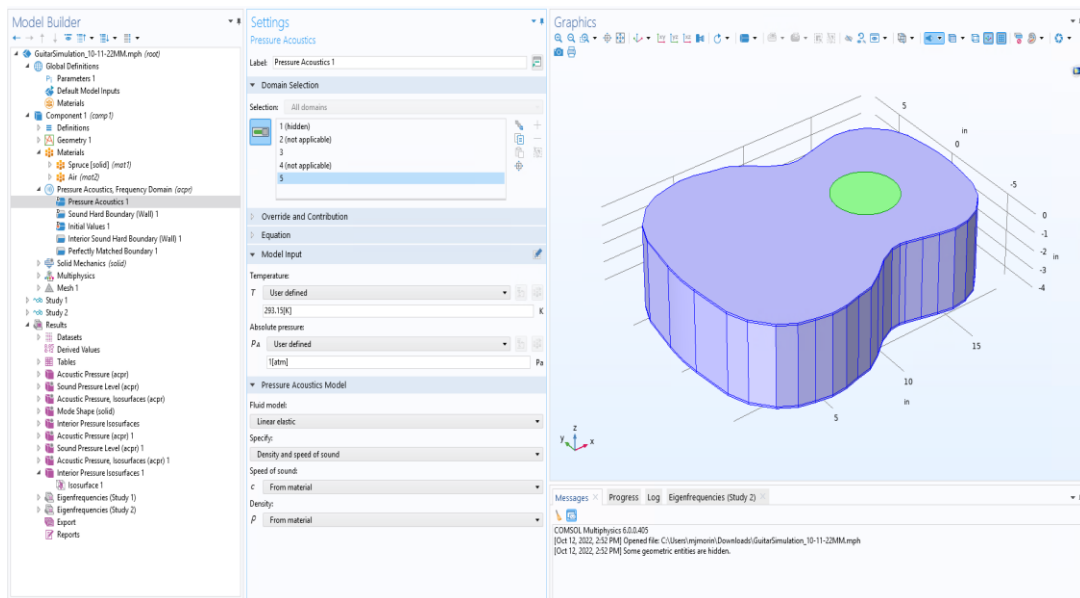 Model Builder
GuitarSimulation_10-11-22MM.mph (root)
Global Definitions
Parameters 1
Default Model Inputs
Materials
Component 1 (comp1)
Definitions
Geometry 1
Materials
Spruce [solid] (mat1)
Air (mat2)
Pressure Acoustics, Frequency Domain (acpr)
Pressure Acoustics 1
Sound Hard Boundary (Wall) 1
Initial Values 1
Interior Sound Hard Boundary (Wall) 1
Perfectly Matched Boundary 1
Solid Mechanics (solid)
Multiphysics
Mesh 1
Study 1
Study 2
Results
Datasets
Derived Values
Tables
Acoustic Pressure (acpr)
Sound Pressure Level (acpr)
Acoustic Pressure, Isosurfaces (acpr)
Mode Shape (solid)
Interior Pressure Isosurfaces
Acoustic Pressure (acpr) 1
Sound Pressure Level (acpr) 1
Acoustic Pressure, Isosurfaces (acpr) 1
Interior Pressure Isosurfaces 1
Isosurface 1
Eigenfrequencies (Study 1)
Eigenfrequencies (Study 2)
Export
Reports
Settings
Pressure Acoustics
Label: Pressure Acoustics 1
Domain Selection
Selection: All domains
1 (hidden)
2 (not applicable)
3
4 (not applicable)
5
Override and Contribution
Equation
Model Input
Temperature:
T User defined
293.15[K] K
Absolute pressure:
PA User defined
1[atm] Pa
Pressure Acoustics Model
Fluid model:
Linear elastic
Specify:
Density and speed of sound
Speed of sound:
c From material
Density:
ρ From material
Graphics
5
in
0
-5
0
-1
-2
in
-3
-4
15
10
in
5
z
y x
Messages Progress Log Eigenfrequencies (Study 2)
COMSOL Multiphysics 6.0.0.405
[Oct 12, 2022, 2:52 PM] Opened file: C:\Users\mjmorin\Downloads\GuitarSimulation_10-11-22MM.mph
[Oct 12, 2022, 2:52 PM] Some geometric entities are hidden.